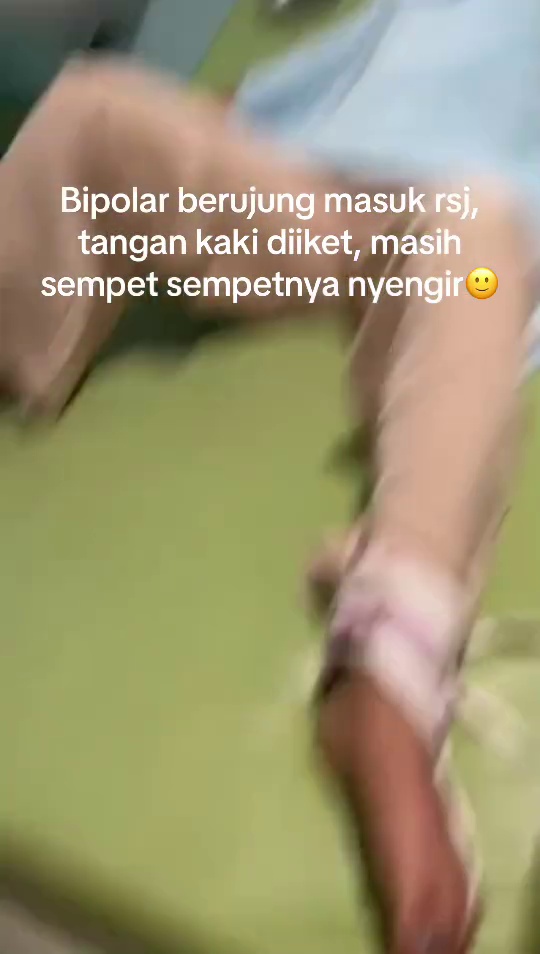 Bipolar berujung masuk rsj,
tangan kaki diiket, masih
sempet sempetnya nyengir🙂